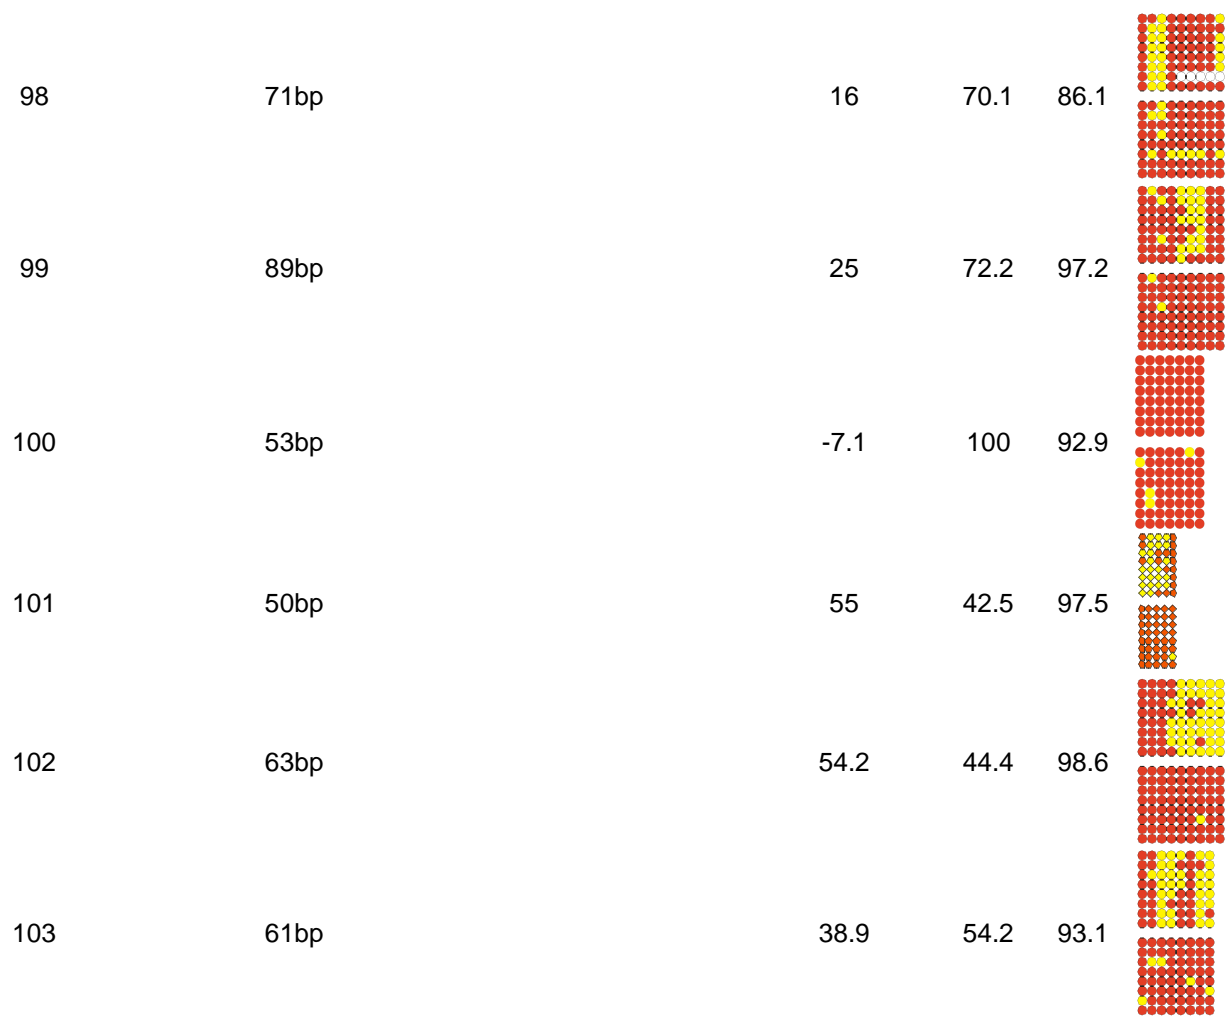 98 71bp 16 70.1 86.1
99 89bp 25 72.2 97.2
100 53bp -7.1 100 92.9
101 50bp 55 42.5 97.5
102 63bp 54.2 44.4 98.6
103 61bp 38.9 54.2 93.1